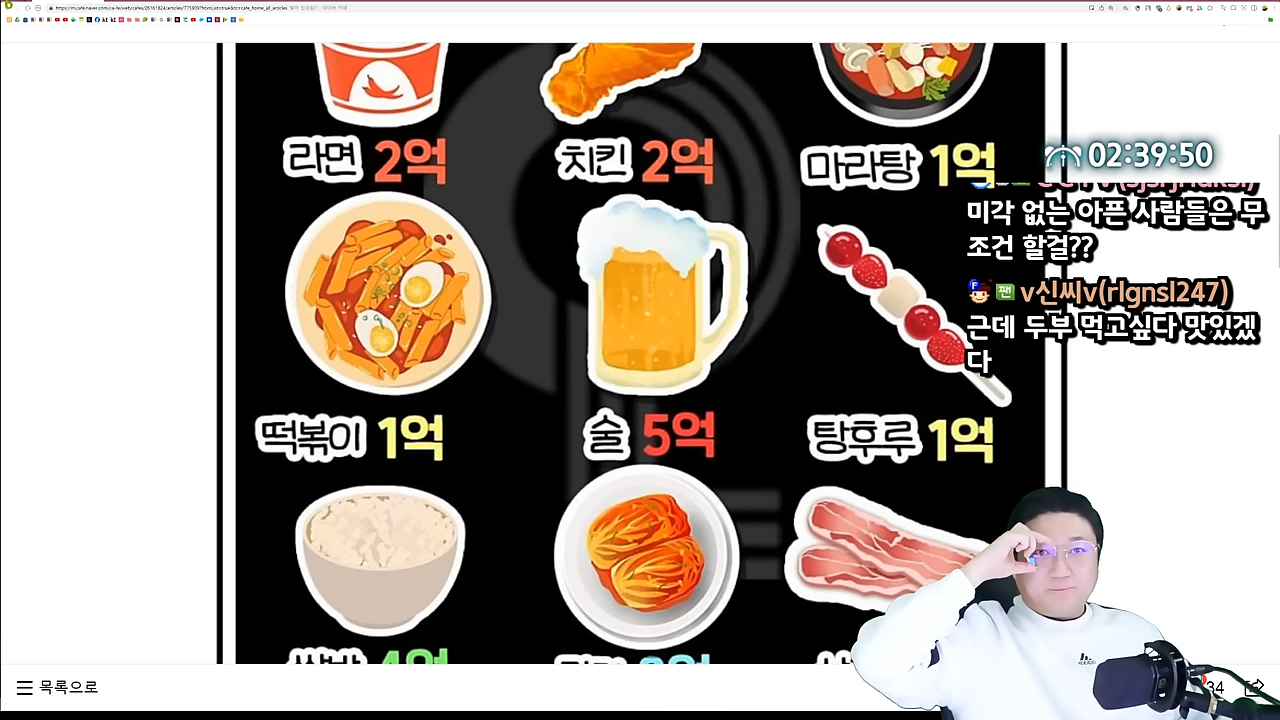 라면 2억
치킨 2억
마라탕 1억
02:39:50
미각 없는 아픈 사람들은 무
조건 할걸??
v신씨v(rlgnsl247)
근데 두부 먹고싶다 맛있겠
다
떡볶이 1억
술 5억
탕후루 1억
목록으로
34